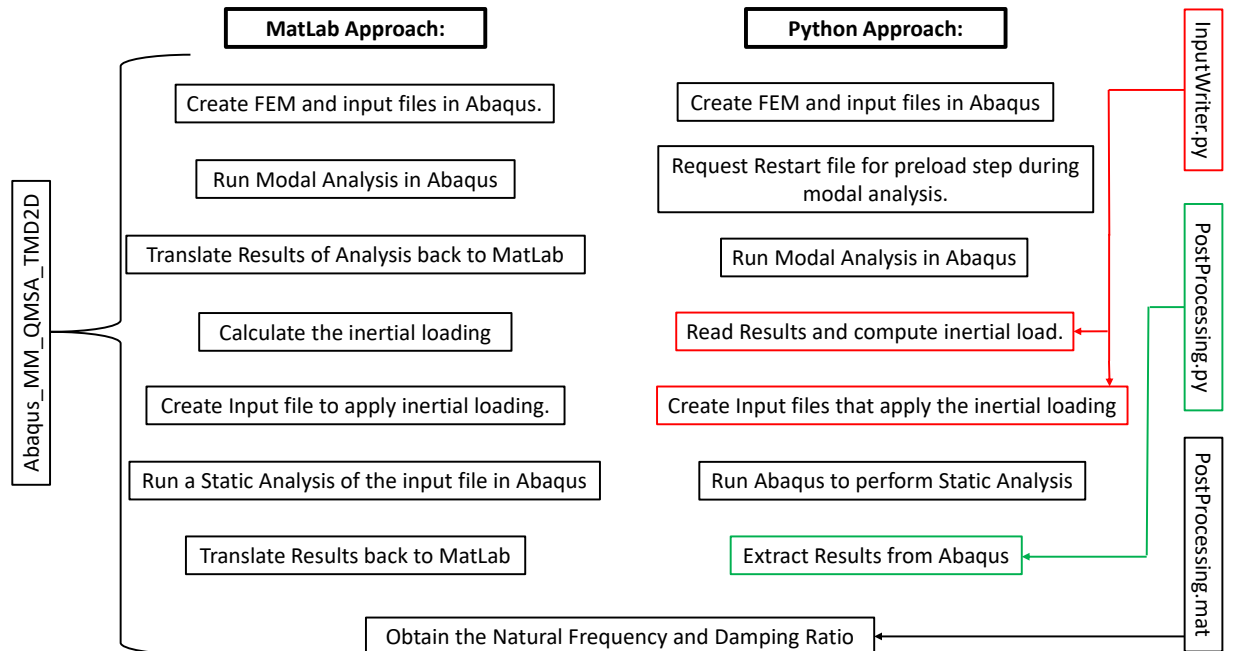 MatLab Approach:
Python Approach:
Abaqus_MM_QMSA_TMD2D
Create FEM and input files in Abaqus.
Run Modal Analysis in Abaqus
Translate Results of Analysis back to MatLab
Calculate the inertial loading
Create Input file to apply inertial loading.
Run a Static Analysis of the input file in Abaqus
Translate Results back to MatLab
Create FEM and input files in Abaqus
Request Restart file for preload step during
modal analysis.
Run Modal Analysis in Abaqus
Read Results and compute inertial load.
Create Input files that apply the inertial loading
Run Abaqus to perform Static Analysis
Extract Results from Abaqus
Obtain the Natural Frequency and Damping Ratio
InputWriter.py
PostProcessing.py
PostProcessing.mat